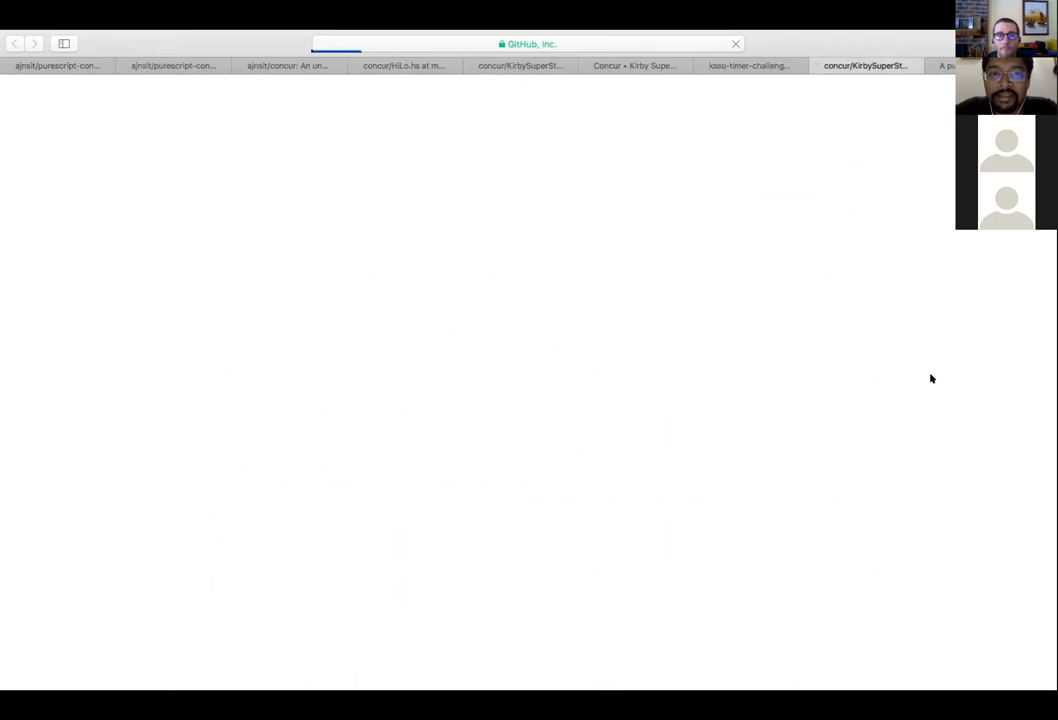 GitHub, Inc.
ajnsit/purescript-con...
ajnsit/purescript-con...
ajnsit/concur: An un...
concur/HiLo.hs at m...
concur/KirbySuperSt...
Concur • Kirby Supe...
kssu-timer-challeng...
concur/KirbySuperSt...
A pu